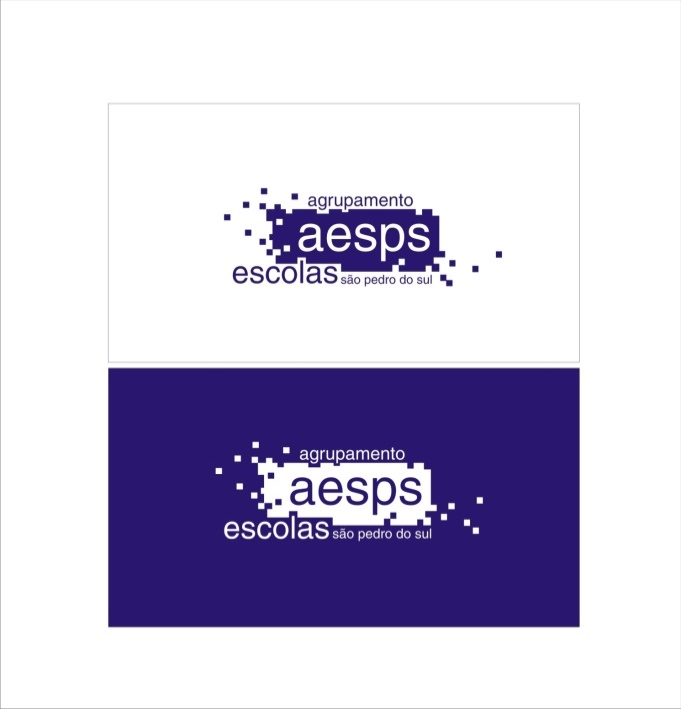 agrupamento
aesps
escolas são pedro do sul
agrupamento
aesps
escolas são pedro do sul